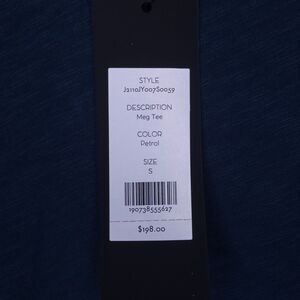 STYLE
J2110JY007S0059
DESCRIPTION
Meg Tee
COLOR
Petrol
SIZE
S
190738555627
$198.00